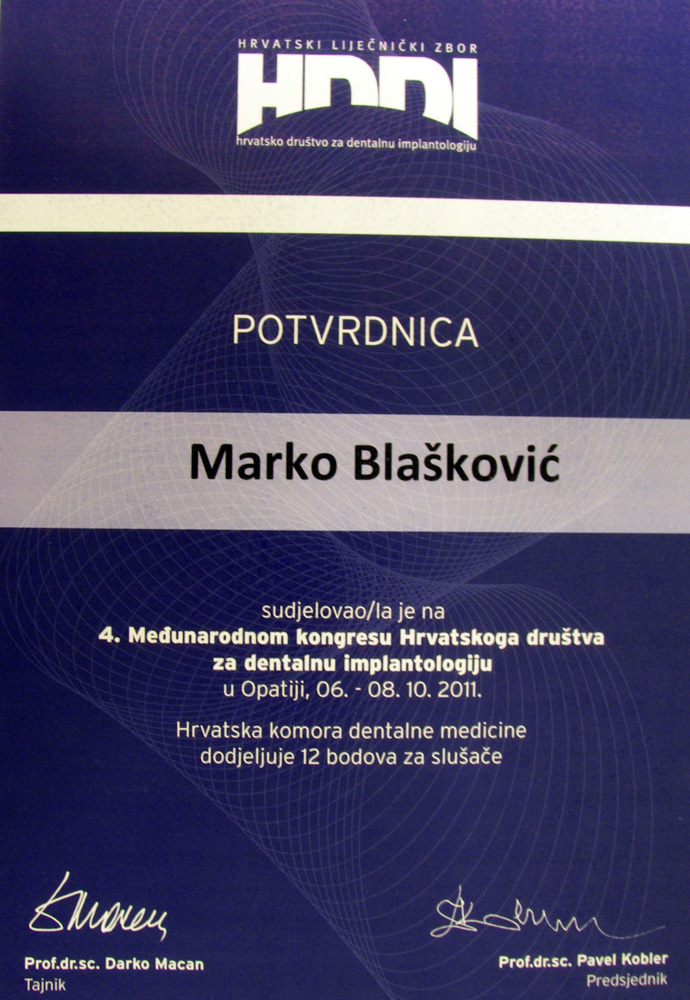 HRVATSKI LIJEČNIČKI ZBOR
HDDI
hrvatsko društvo za dentalnu implantologiju
POTVRDNICA
Marko Blašković
sudjelovao/la je na
4. Međunarodnom kongresu Hrvatskoga društva
za dentalnu implantologiju
u Opatiji, 06. - 08. 10. 2011.
Hrvatska komora dentalne medicine
dodjeljuje 12 bodova za slušače
Prof.dr.sc. Darko Macan
Tajnik
Prof.dr.sc. Pavel Kobler
Predsjednik